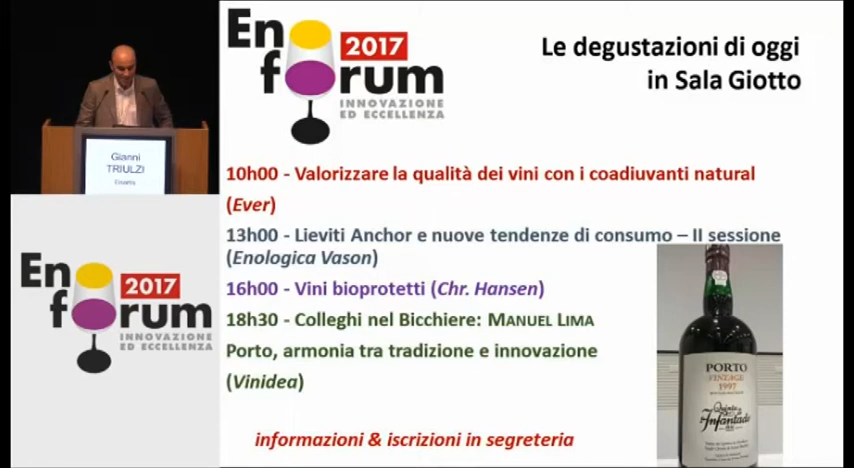 En
2017
forum
INNOVAZIONE
ED ECCELLENZA
Le degustazioni di oggi
in Sala Giotto
Gianni
TRIULZI
10h00 - Valorizzare la qualità dei vini con i coadiuvanti natural
(Ever)
13h00 - Lieviti Anchor e nuove tendenze di consumo – II sessione
(Enologica Vason)
16h00 - Vini bioprotetti (Chr. Hansen)
18h30 - Colleghi nel Bicchiere: MANUEL LIMA
Porto, armonia tra tradizione e innovazione
(Vinidea)
informazioni & iscrizioni in segreteria
En
2017
forum
INNOVAZIONE
ED ECCELLENZA
PORTO
VINTAGE
1997
Quinta do
Infantado